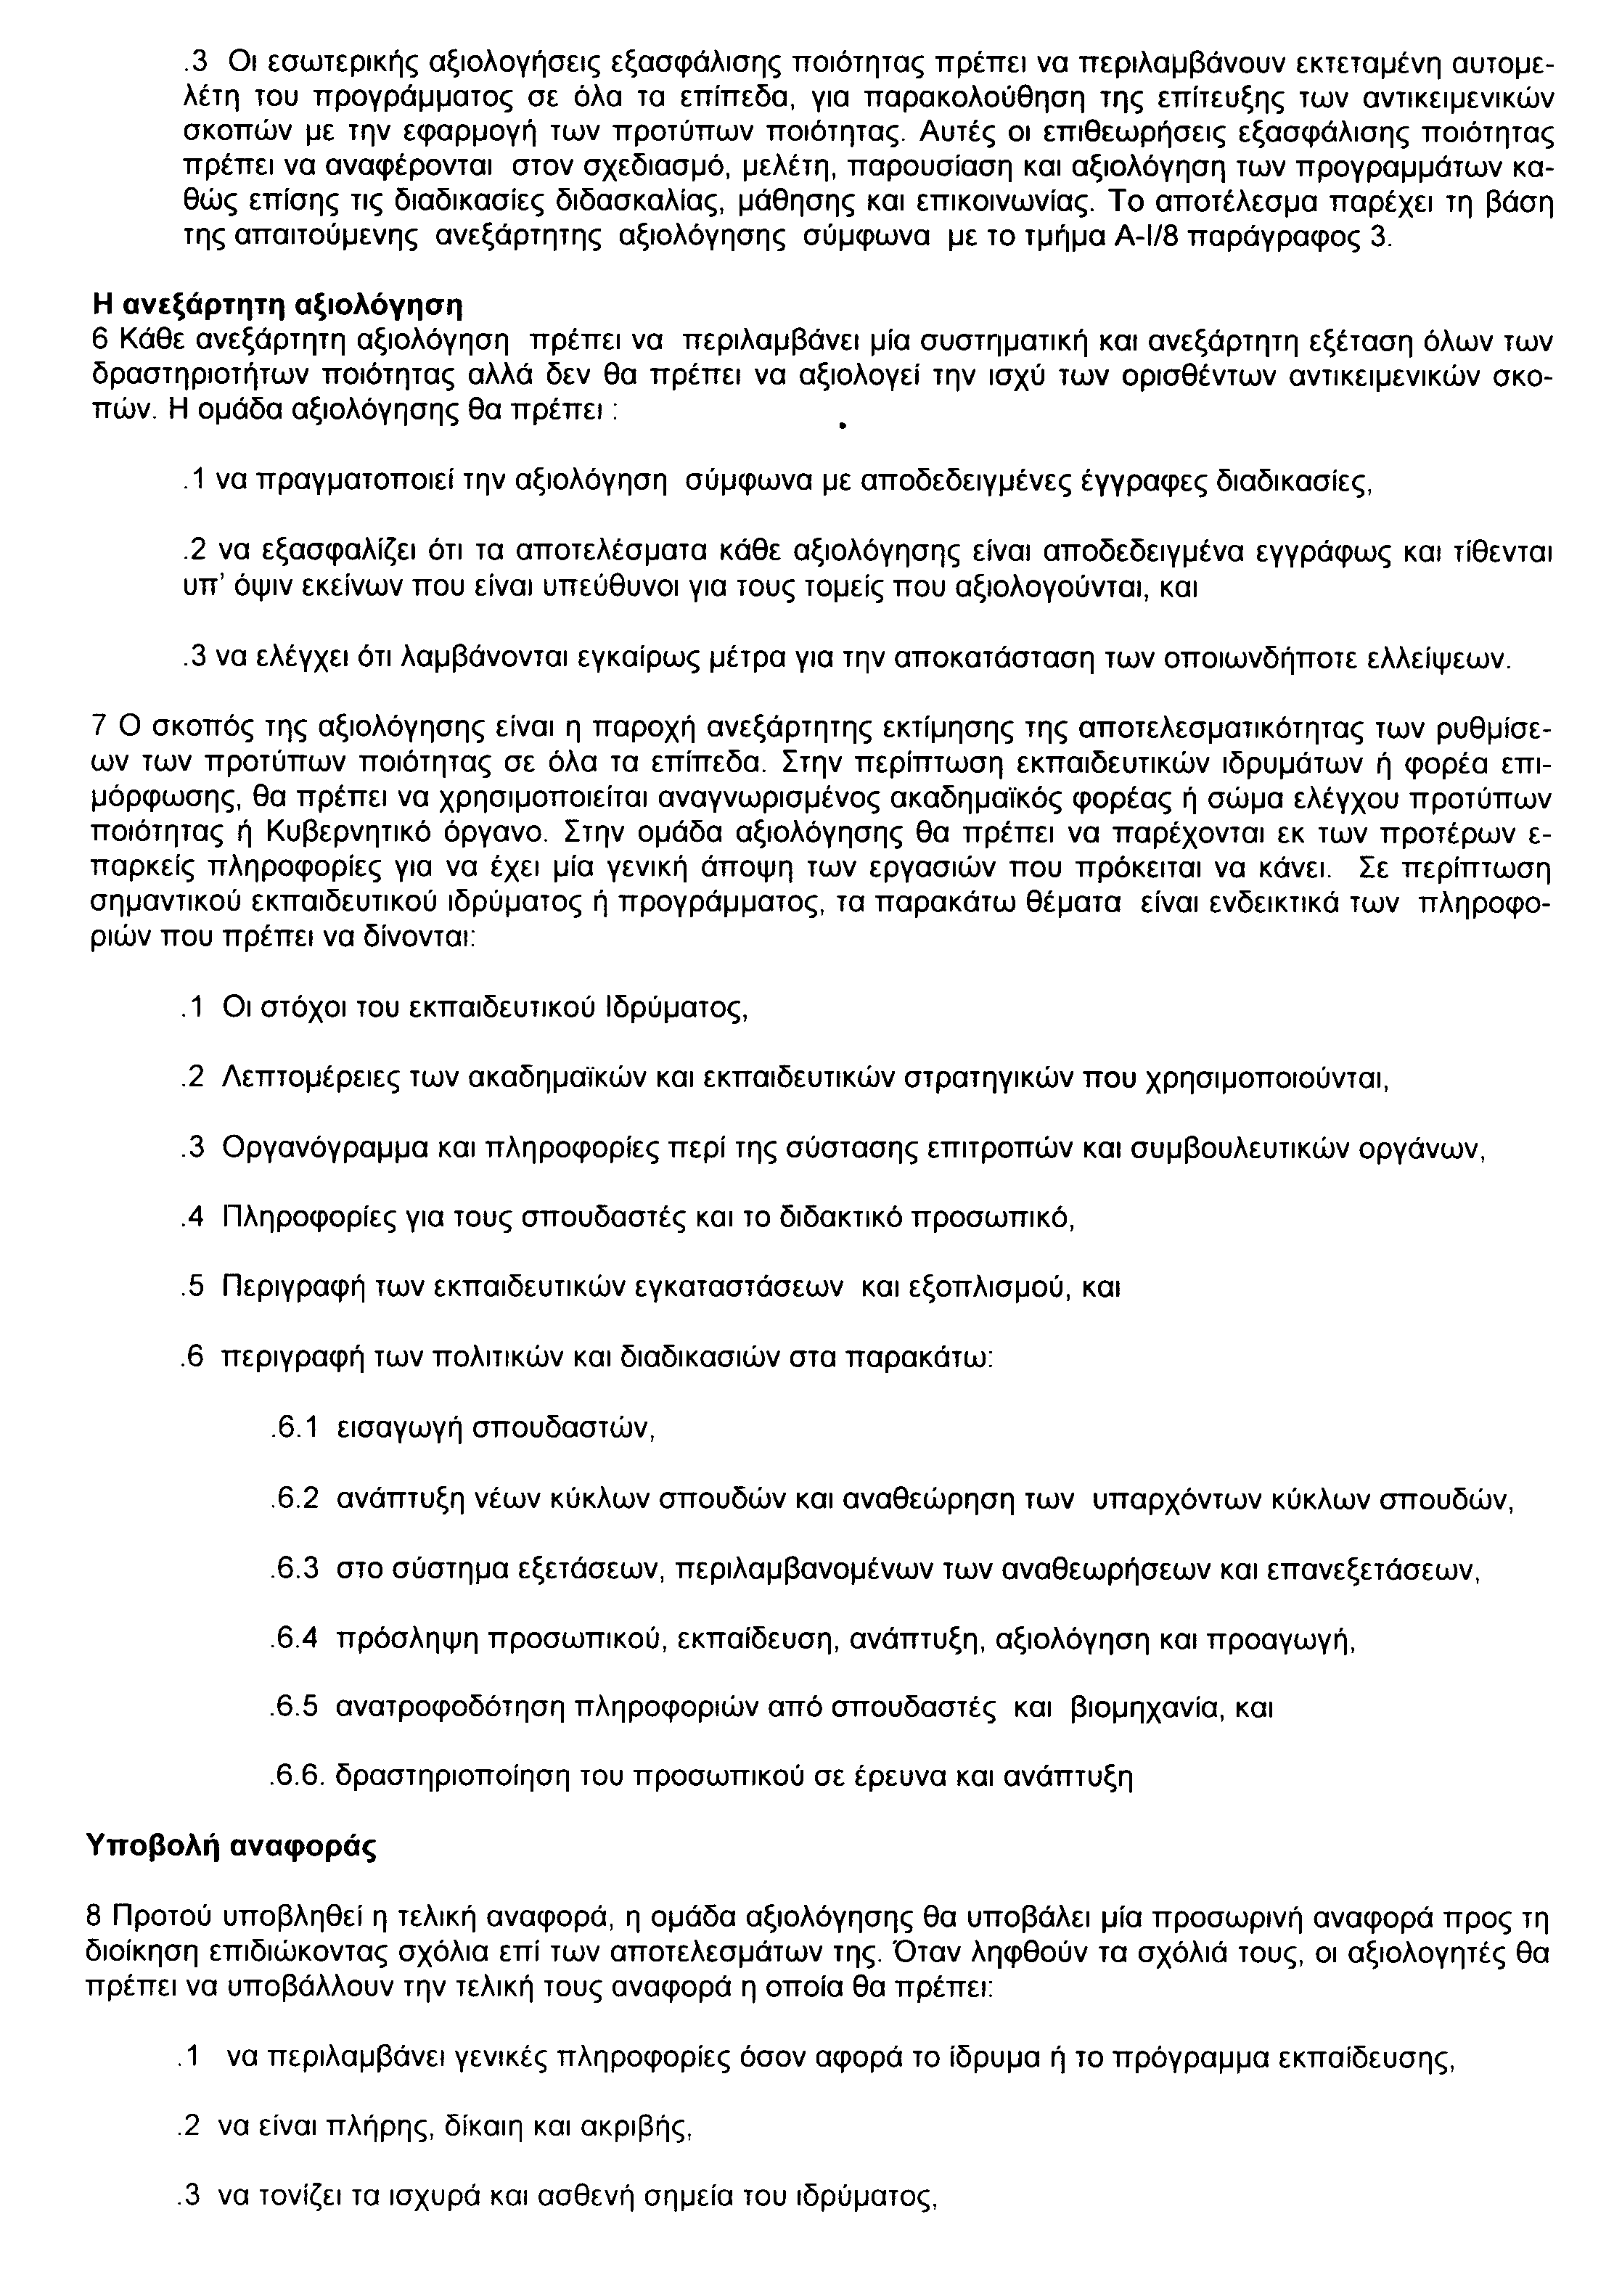 .3 Οι εσωτερικής αξιολογήσεις εξασφάλισης ποιότητας πρέπει να περιλαμβάνουν εκτεταμένη αυτομε-
λέτη του προγράμματος σε όλα τα επίπεδα, για παρακολούθηση της επίτευξης των αντικειμενικών
σκοπών με την εφαρμογή των προτύπων ποιότητας. Αυτές οι επιθεωρήσεις εξασφάλισης ποιότητας
πρέπει να αναφέρονται στον σχεδιασμό, μελέτη, παρουσίαση και αξιολόγηση των προγραμμάτων κα-
θώς επίσης τις διαδικασίες διδασκαλίας, μάθησης και επικοινωνίας. Το αποτέλεσμα παρέχει τη βάση
της απαιτούμενης ανεξάρτητης αξιολόγησης σύμφωνα με το τμήμα Α-Ι/8 παράγραφος 3.
Η ανεξάρτητη αξιολόγηση
6 Κάθε ανεξάρτητη αξιολόγηση πρέπει να περιλαμβάνει μία συστηματική και ανεξάρτητη εξέταση όλων των
δραστηριοτήτων ποιότητας αλλά δεν θα πρέπει να αξιολογεί την ισχύ των ορισθέντων αντικειμενικών σκο-
πών. Η ομάδα αξιολόγησης θα πρέπει :
.1 να πραγματοποιεί την αξιολόγηση σύμφωνα με αποδεδειγμένες έγγραφες διαδικασίες,
.2 να εξασφαλίζει ότι τα αποτελέσματα κάθε αξιολόγησης είναι αποδεδειγμένα εγγράφως και τίθενται
υπ’ όψιν εκείνων που είναι υπεύθυνοι για τους τομείς που αξιολογούνται, και
.3 να ελέγχει ότι λαμβάνονται εγκαίρως μέτρα για την αποκατάσταση των οποιωνδήποτε ελλείψεων.
7 Ο σκοπός της αξιολόγησης είναι η παροχή ανεξάρτητης εκτίμησης της αποτελεσματικότητας των ρυθμίσε-
ων των προτύπων ποιότητας σε όλα τα επίπεδα. Στην περίπτωση εκπαιδευτικών ιδρυμάτων ή φορέα επι-
μόρφωσης, θα πρέπει να χρησιμοποιείται αναγνωρισμένος ακαδημαϊκός φορέας ή σώμα ελέγχου προτύπων
ποιότητας ή Κυβερνητικό όργανο. Στην ομάδα αξιολόγησης θα πρέπει να παρέχονται εκ των προτέρων ε-
παρκείς πληροφορίες για να έχει μία γενική άποψη των εργασιών που πρόκειται να κάνει. Σε περίπτωση
σημαντικού εκπαιδευτικού ιδρύματος ή προγράμματος, τα παρακάτω θέματα είναι ενδεικτικά των πληροφο-
ριών που πρέπει να δίνονται:
.1 Οι στόχοι του εκπαιδευτικού Ιδρύματος,
.2 Λεπτομέρειες των ακαδημαϊκών και εκπαιδευτικών στρατηγικών που χρησιμοποιούνται,
.3 Οργανόγραμμα και πληροφορίες περί της σύστασης επιτροπών και συμβουλευτικών οργάνων,
.4 Πληροφορίες για τους σπουδαστές και το διδακτικό προσωπικό,
.5 Περιγραφή των εκπαιδευτικών εγκαταστάσεων και εξοπλισμού, και
.6 περιγραφή των πολιτικών και διαδικασιών στα παρακάτω:
.6.1 εισαγωγή σπουδαστών,
.6.2 ανάπτυξη νέων κύκλων σπουδών και αναθεώρηση των υπαρχόντων κύκλων σπουδών,
.6.3 στο σύστημα εξετάσεων, περιλαμβανομένων των αναθεωρήσεων και επανεξετάσεων,
.6.4 πρόσληψη προσωπικού, εκπαίδευση, ανάπτυξη, αξιολόγηση και προαγωγή,
.6.5 ανατροφοδότηση πληροφοριών από σπουδαστές και βιομηχανία, και
.6.6. δραστηριοποίηση του προσωπικού σε έρευνα και ανάπτυξη
Υποβολή αναφοράς
8 Προτού υποβληθεί η τελική αναφορά, η ομάδα αξιολόγησης θα υποβάλει μία προσωρινή αναφορά προς τη
διοίκηση επιδιώκοντας σχόλια επί των αποτελεσμάτων της. Όταν ληφθούν τα σχόλιά τους, οι αξιολογητές θα
πρέπει να υποβάλλουν την τελική τους αναφορά η οποία θα πρέπει:
.1 να περιλαμβάνει γενικές πληροφορίες όσον αφορά το ίδρυμα ή το πρόγραμμα εκπαίδευσης,
.2 να είναι πλήρης, δίκαιη και ακριβής,
.3 να τονίζει τα ισχυρά και ασθενή σημεία του ιδρύματος,